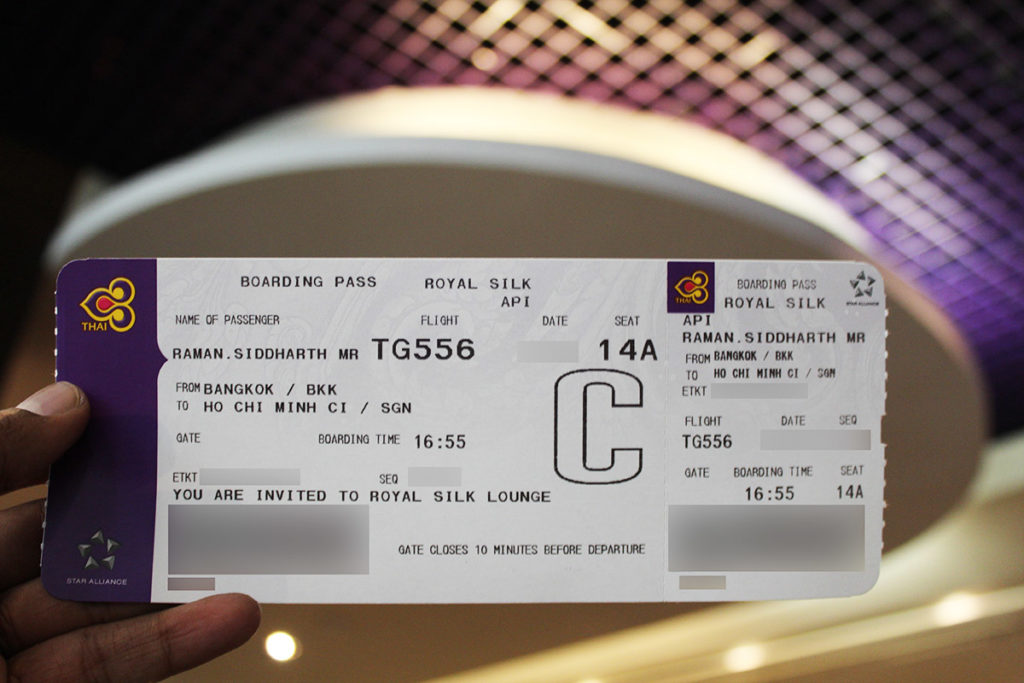 BOARDING PASS ROYAL SILK
API
NAME OF PASSENGER FLIGHT DATE SEAT
RAMAN.SIDDHARTH MR TG556 14A
FROM BANGKOK / BKK
TO HO CHI MINH CI / SGN
C
GATE BOARDING TIME 16:55
ETKT SEQ
YOU ARE INVITED TO ROYAL SILK LOUNGE
GATE CLOSES 10 MINUTES BEFORE DEPARTURE
THAI
STAR ALLIANCE
THAI
BOARDING PASS
STAR ALLIANCE
ROYAL SILK
API
RAMAN.SIDDHARTH MR
FROM BANGKOK / BKK
TO HO CHI MINH CI / SGN
ETKT
FLIGHT DATE SEQ
TG556
GATE BOARDING TIME SEAT
16:55 14A